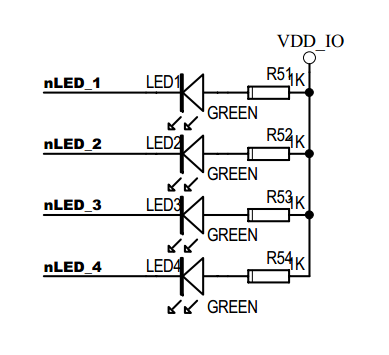 VDD_IO
nLED_1 LED1 R51 1K
GREEN
nLED_2 LED2 R52 1K
GREEN
nLED_3 LED3 R53 1K
GREEN
nLED_4 LED4 R54 1K
GREEN